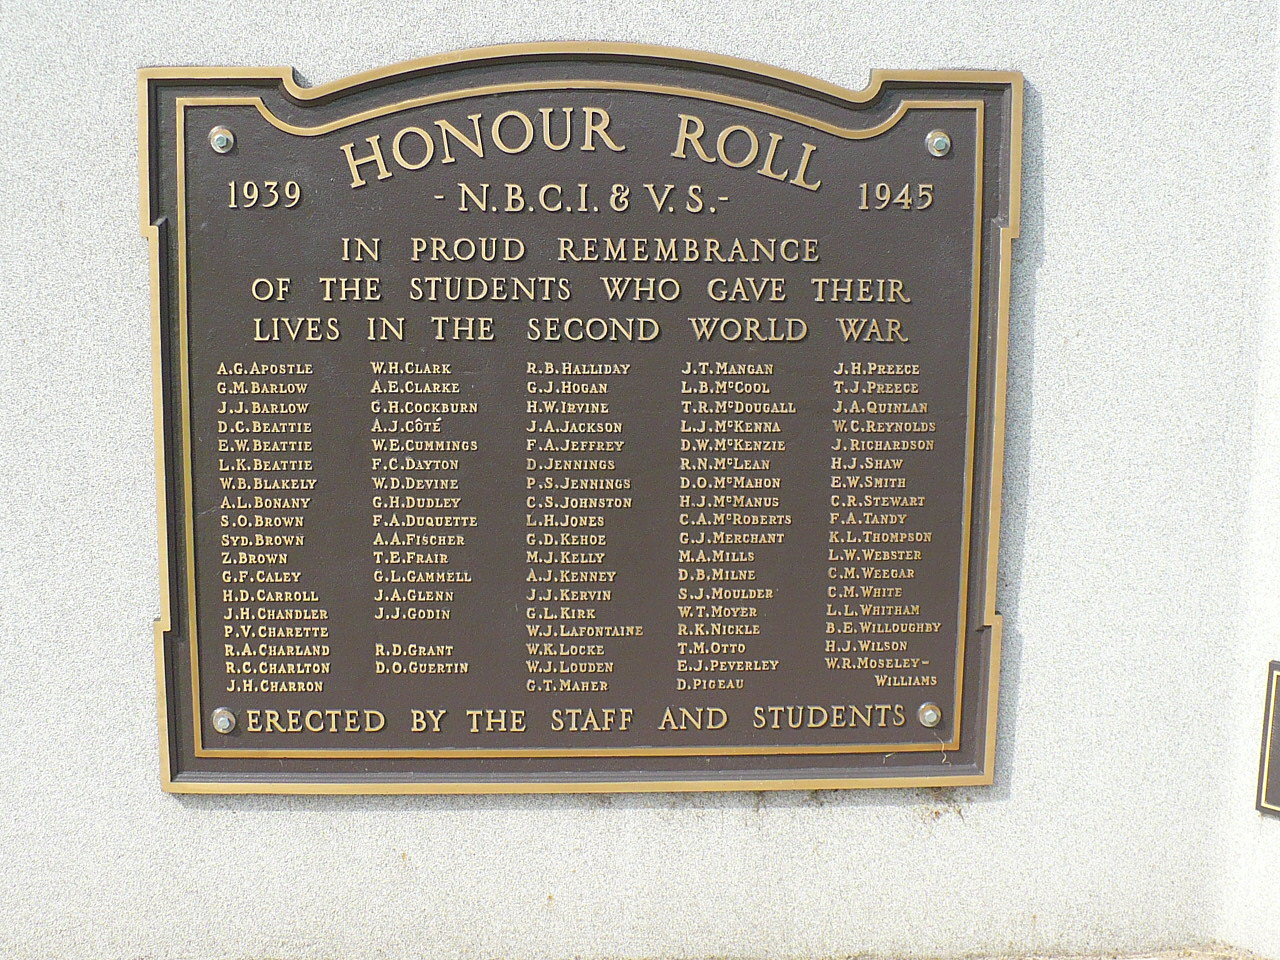 HONOUR ROLL
1939 - N.B.C.I. & V.S. - 1945
IN PROUD REMEMBRANCE
OF THE STUDENTS WHO GAVE THEIR
LIVES IN THE SECOND WORLD WAR
A.G. APOSTLE
G.M. BARLOW
J.J. BARLOW
D.C. BEATTIE
E.W. BEATTIE
L.K. BEATTIE
W.B. BLAKELY
A.L. BONANY
S.O. BROWN
SYD. BROWN
Z. BROWN
G.F. CALEY
H.D. CARROLL
J.H. CHANDLER
P.V. CHARETTE
R.A. CHARLAND
R.C. CHARLTON
J.H. CHARRON
W.H. CLARK
A.E. CLARKE
G.H. COCKBURN
A.J. CÔTÉ
W.E. CUMMINGS
F.C. DAYTON
W.D. DEVINE
G.H. DUDLEY
F.A. DUQUETTE
A.A. FISCHER
T.E. FRAIR
G.L. GAMMELL
J.A. GLENN
J.J. GODIN
R.D. GRANT
D.O. GUERTIN
R.B. HALLIDAY
G.J. HOGAN
H.W. IRVINE
J.A. JACKSON
F.A. JEFFREY
D. JENNINGS
P.S. JENNINGS
C.S. JOHNSTON
L.H. JONES
G.D. KEHOE
M.J. KELLY
A.J. KENNEY
J.J. KERVIN
G.L. KIRK
W.J. LAFONTAINE
W.K. LOCKE
W.J. LOUDEN
G.T. MAHER
J.T. MANGAN
L.B. McCOOL
T.R. McDOUGALL
L.J. McKENNA
D.W. McKENZIE
R.N. McLEAN
D.O. McMAHON
H.J. McMANUS
C.A. McROBERTS
G.J. MERCHANT
M.A. MILLS
D.B. MILNE
S.J. MOULDER
W.T. MOYER
R.K. NICKLE
T.M. OTTO
E.J. PEVERLEY
D. PIGEAU
J.H. PREECE
T.J. PREECE
J.A. QUINLAN
W.C. REYNOLDS
J. RICHARDSON
H.J. SHAW
E.W. SMITH
C.R. STEWART
F.A. TANDY
K.L. THOMPSON
L.W. WEBSTER
C.M. WEEGAR
C.M. WHITE
L.L. WHITHAM
B.E. WILLOUGHBY
H.J. WILSON
W.R. MOSELEY-
WILLIAMS
ERECTED BY THE STAFF AND STUDENTS